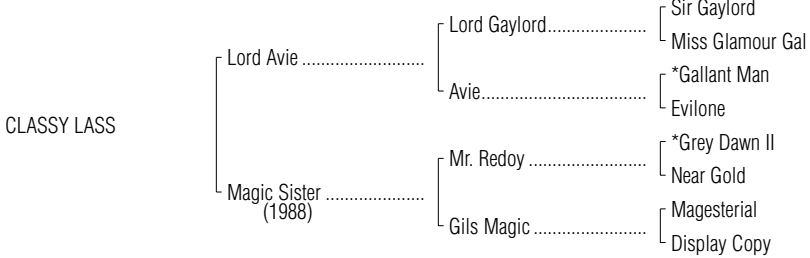 Sir Gaylord
Lord Gaylord......................
Miss Glamour Gal
Lord Avie ..........................
*Gallant Man
Avie...................................
Evilone
CLASSY LASS
*Grey Dawn II
Mr. Redoy .........................
Near Gold
Magic Sister .....................
(1988)
Magesterial
Gils Magic ........................
Display Copy